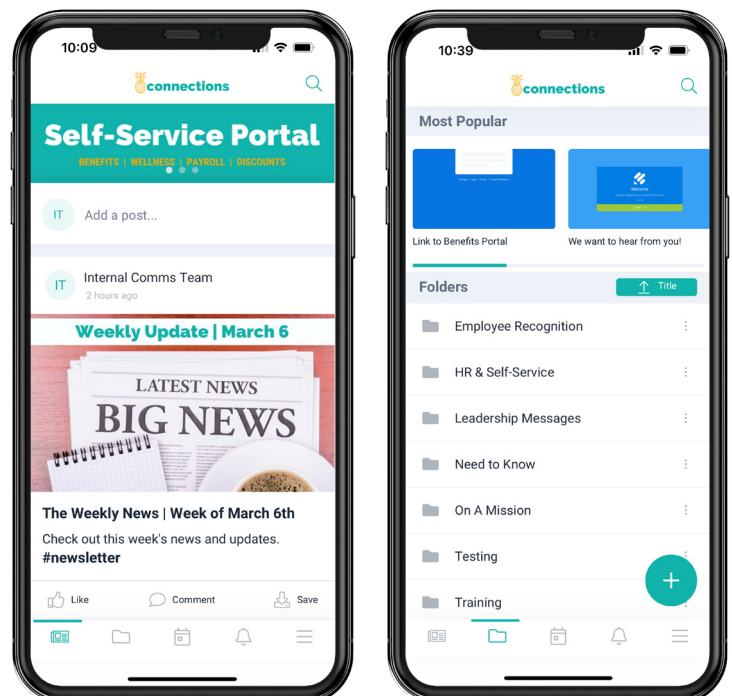 10:09
connections
Self-Service Portal
BENEFITS | WELLNESS | PAYROLL | DISCOUNTS
IT
Add a post...
IT
Internal Comms Team
2 hours ago
Weekly Update | March 6
LATEST NEWS
BIG NEWS
The Weekly News | Week of March 6th
Check out this week's news and updates.
#newsletter
Like
Comment
Save
10:39
connections
Most Popular
Welcome
Link to Benefits Portal
We want to hear from you!
Folders
Title
Employee Recognition
HR & Self-Service
Leadership Messages
Need to Know
On A Mission
Testing
Training